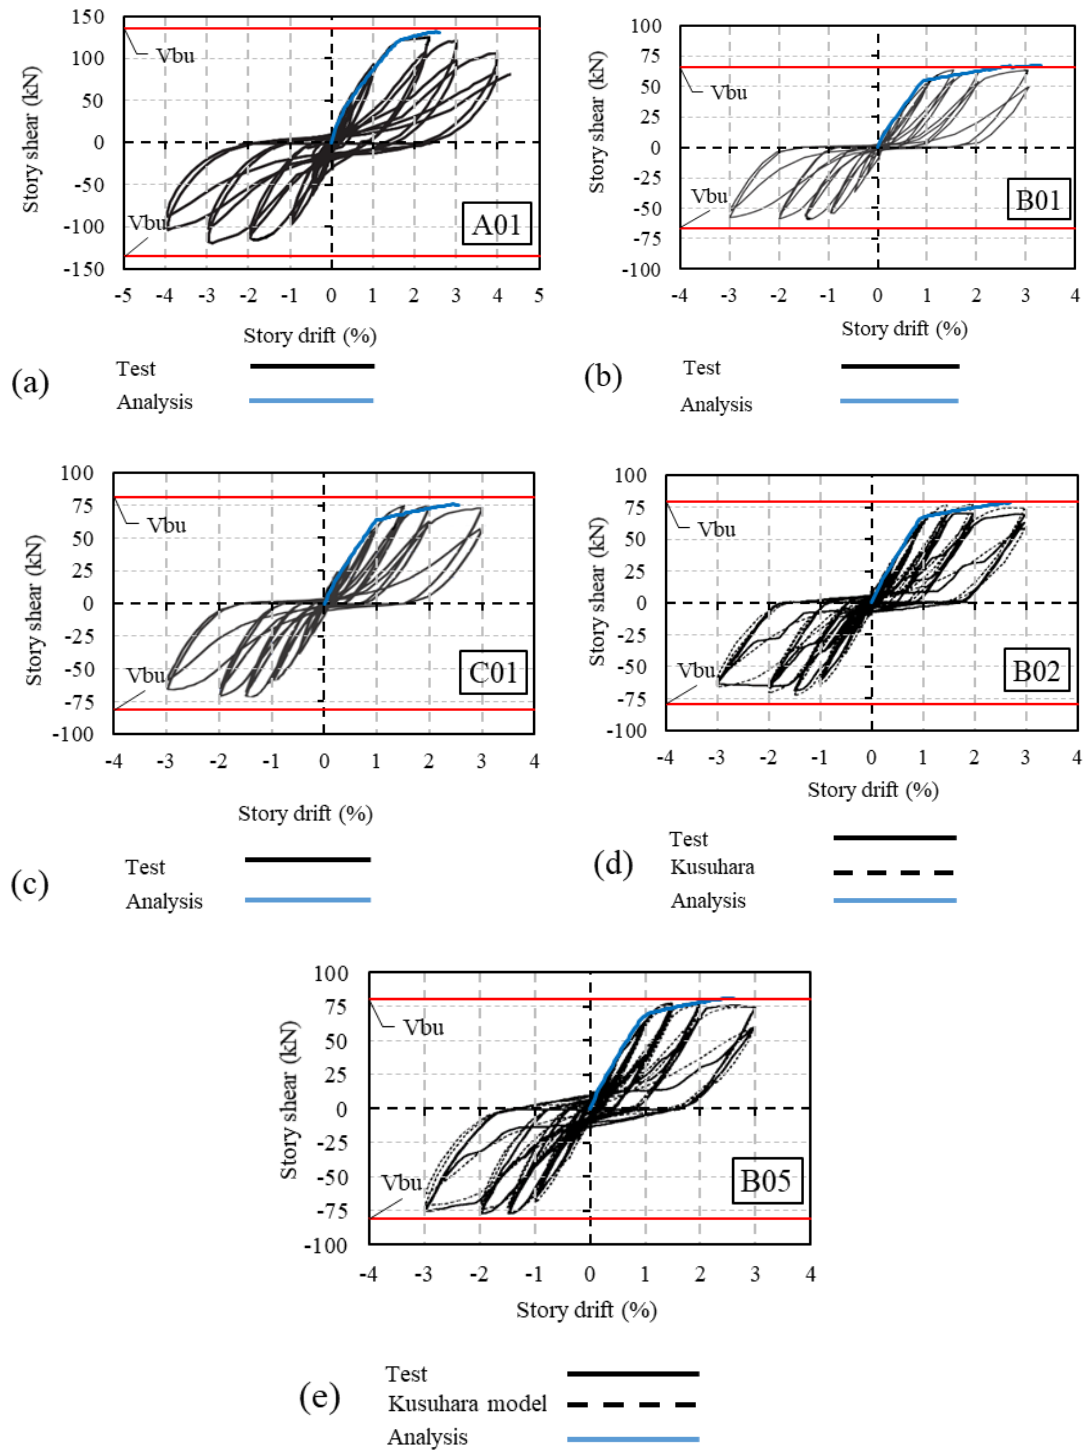 150
100
50
0
-50
-100
-150
Story shear (kN)
Vbu
Vbu
A01
-5 -4 -3 -2 -1 0 1 2 3 4 5
Story drift (%)
(a)
Test
Analysis
100
75
50
25
0
-25
-50
-75
-100
Story shear (kN)
Vbu
Vbu
B01
-4 -3 -2 -1 0 1 2 3 4
Story drift (%)
(b)
Test
Analysis
100
75
50
25
0
-25
-50
-75
-100
Story shear (kN)
Vbu
Vbu
C01
-4 -3 -2 -1 0 1 2 3 4
Story drift (%)
(c)
Test
Analysis
100
75
50
25
0
-25
-50
-75
-100
Story shear (kN)
Vbu
Vbu
B02
-4 -3 -2 -1 0 1 2 3 4
Story drift (%)
(d)
Test
Kusuhara
Analysis
100
75
50
25
0
-25
-50
-75
-100
Story shear (kN)
Vbu
Vbu
B05
-4 -3 -2 -1 0 1 2 3 4
Story drift (%)
(e)
Test
Kusuhara model
Analysis